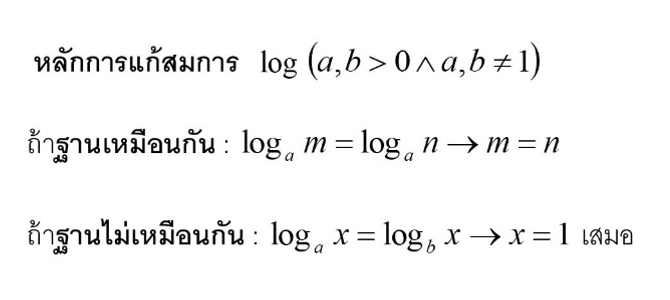 หลักการแก้สมการ log (a,b > 0 ∧ a,b ≠ 1)
ถ้าฐานเหมือนกัน : logₐ m = logₐ n → m = n
ถ้าฐานไม่เหมือนกัน : logₐ x = log_b x → x = 1 เสมอ